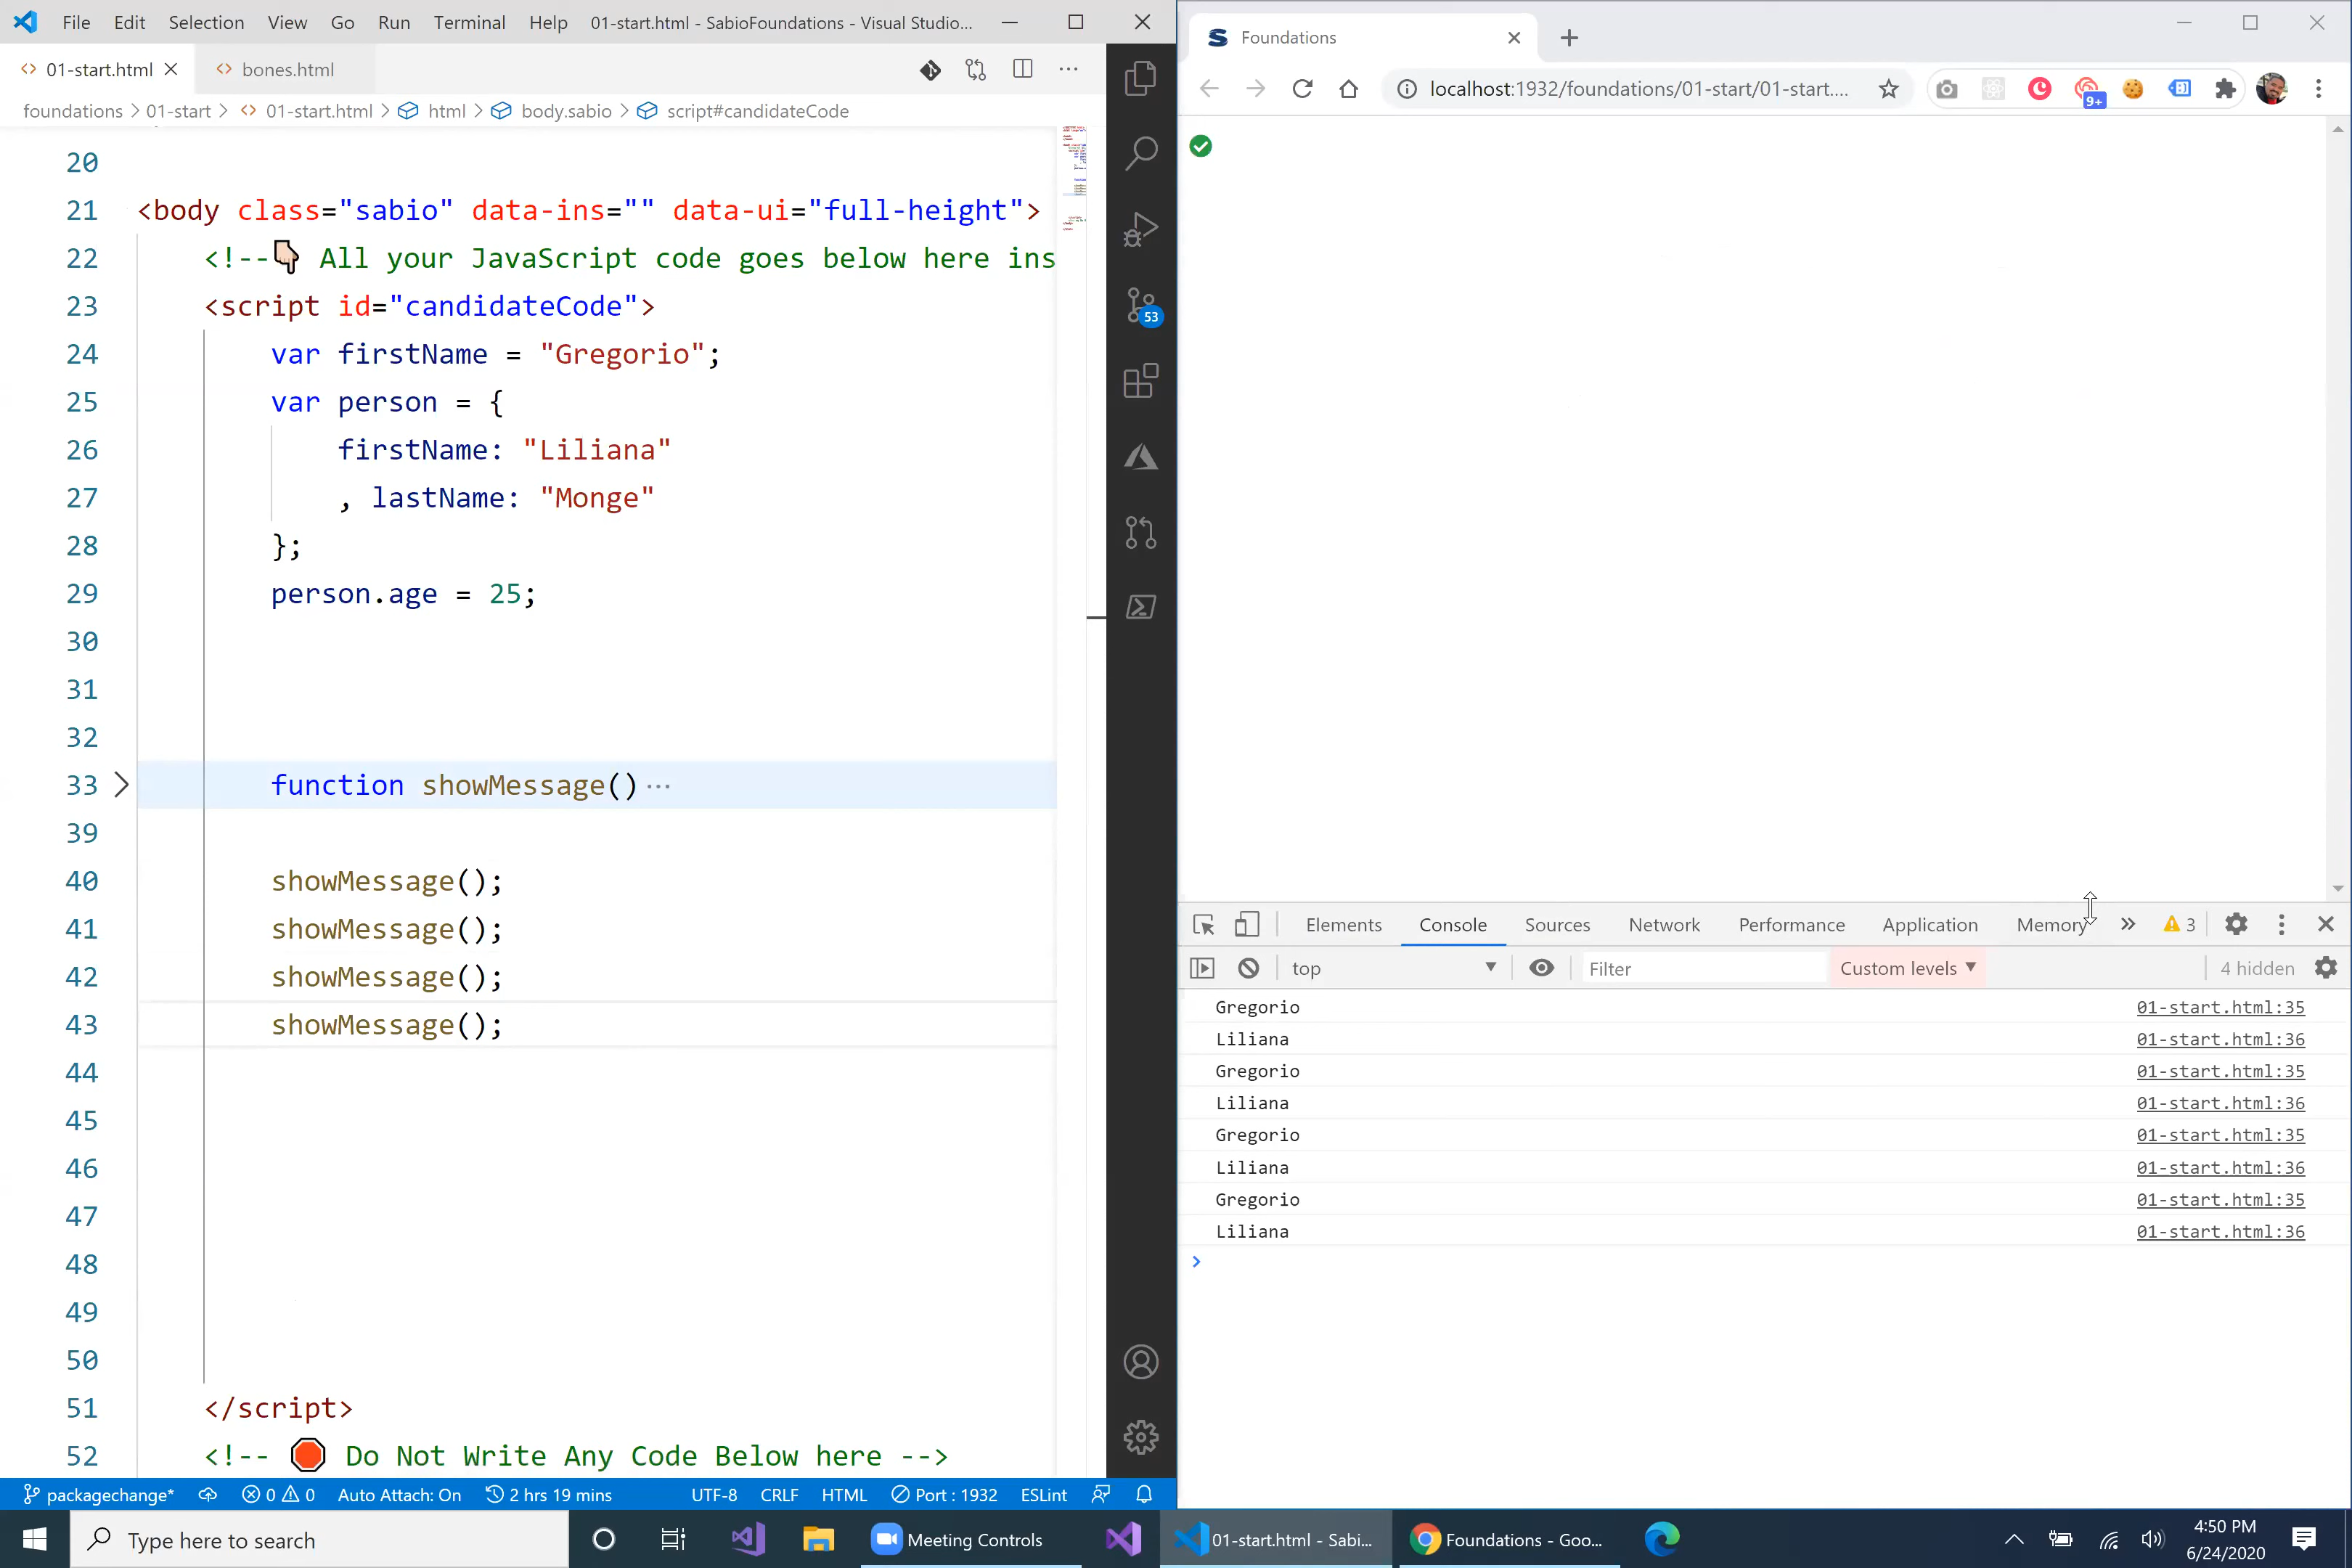 File Edit Selection View Go Run Terminal Help 01-start.html - SabioFoundations - Visual Studio...
01-start.html bones.html
foundations > 01-start > 01-start.html > html > body.sabio > script#candidateCode
20
21 <body class="sabio" data-ins="" data-ui="full-height">
22 <!--👇 All your JavaScript code goes below here ins
23 <script id="candidateCode">
24 var firstName = "Gregorio";
25 var person = {
26 firstName: "Liliana"
27 , lastName: "Monge"
28 };
29 person.age = 25;
30
31
32
33 function showMessage() ...
39
40 showMessage();
41 showMessage();
42 showMessage();
43 showMessage();
44
45
46
47
48
49
50
51 </script>
52 <!-- 🛑 Do Not Write Any Code Below here -->
packagechange* 0 0 Auto Attach: On 2 hrs 19 mins UTF-8 CRLF HTML Port : 1932 ESLint
53
Foundations
localhost:1932/foundations/01-start/01-start....
9+
Elements Console Sources Network Performance Application Memory 3
top Filter Custom levels 4 hidden
Gregorio 01-start.html:35
Liliana 01-start.html:36
Gregorio 01-start.html:35
Liliana 01-start.html:36
Gregorio 01-start.html:35
Liliana 01-start.html:36
Gregorio 01-start.html:35
Liliana 01-start.html:36
Type here to search Meeting Controls 01-start.html - Sabi... Foundations - Goo...
4:50 PM
6/24/2020